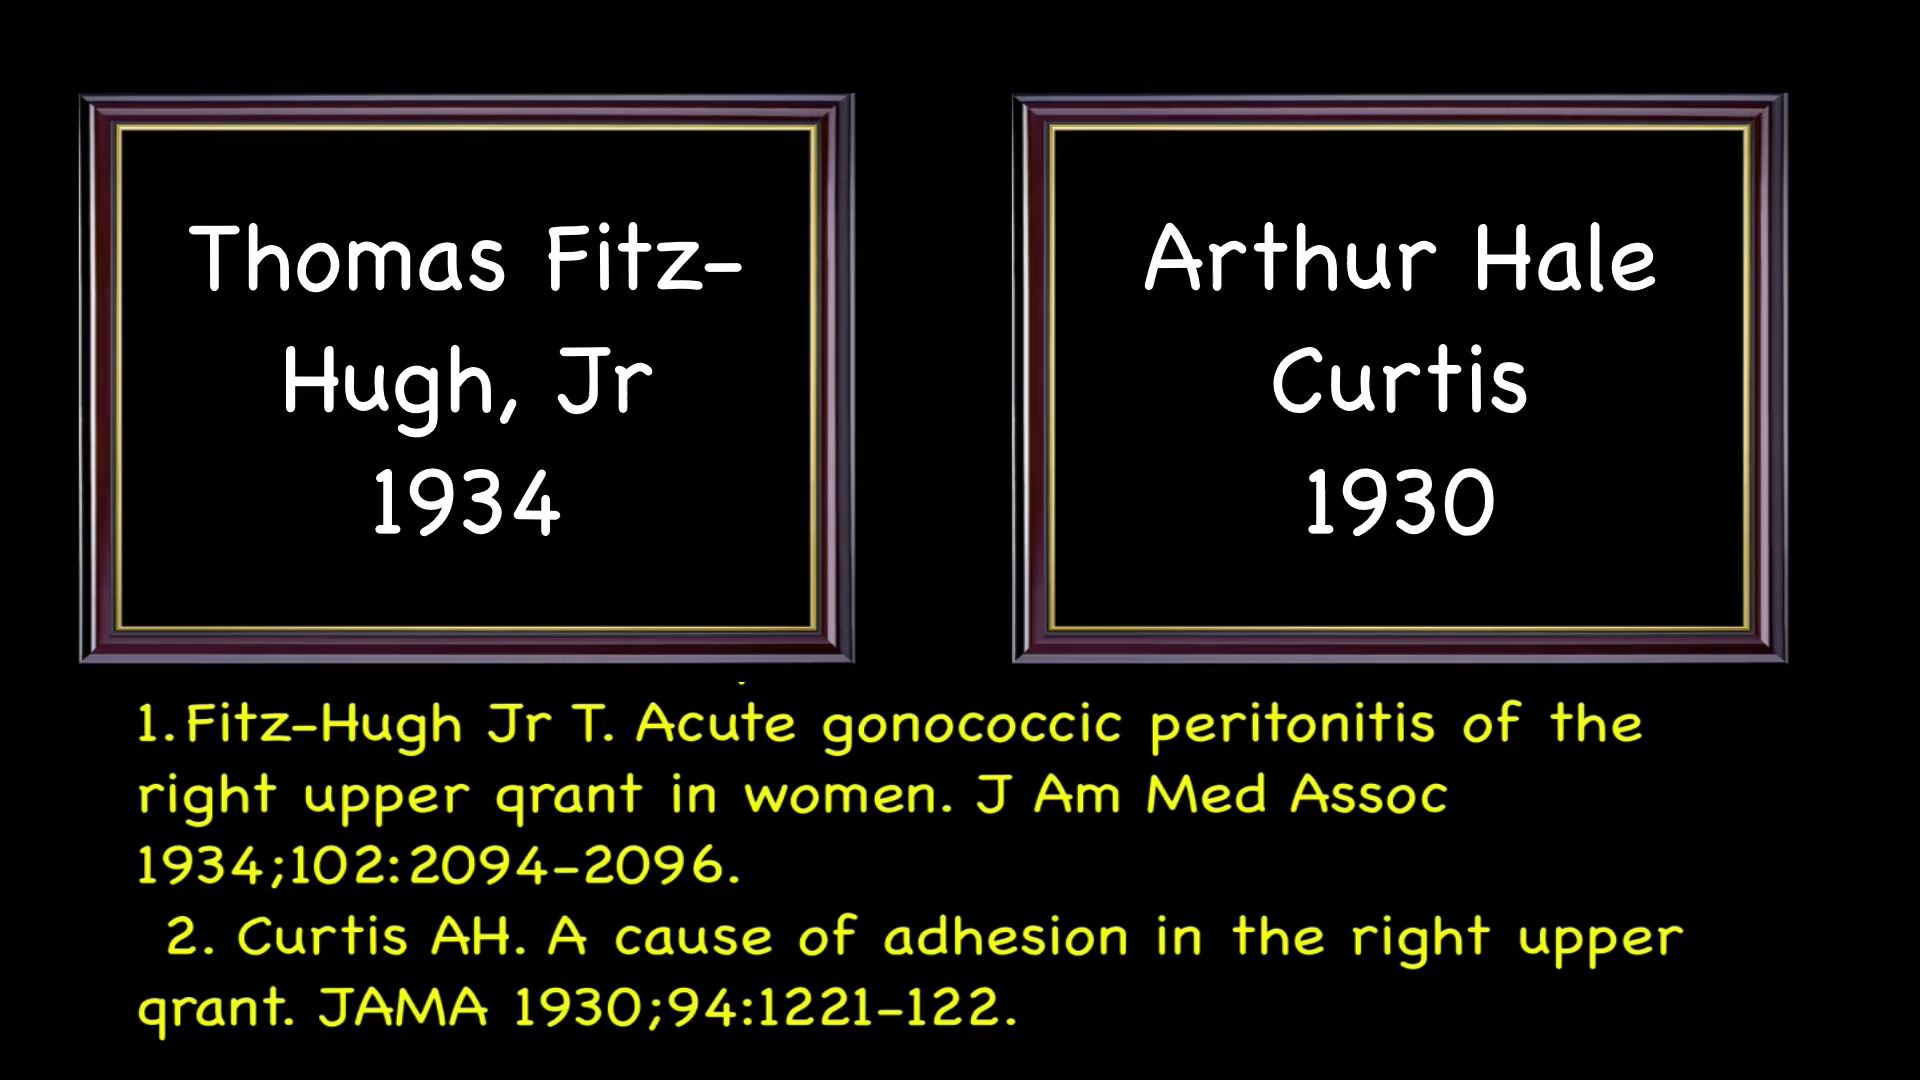 Thomas Fitz-
Hugh, Jr
1934
Arthur Hale
Curtis
1930
1. Fitz-Hugh Jr T. Acute gonococcic peritonitis of the
right upper qrant in women. J Am Med Assoc
1934;102:2094-2096.
2. Curtis AH. A cause of adhesion in the right upper
qrant. JAMA 1930;94:1221-122.